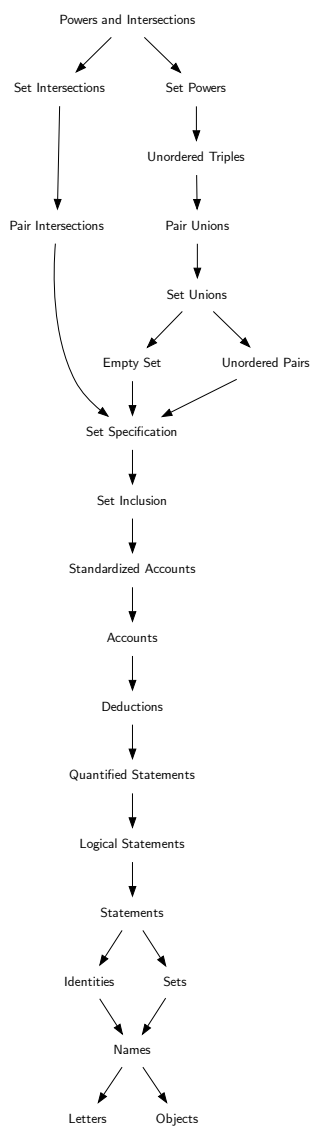 Powers and Intersections
Set Intersections
Set Powers
Unordered Triples
Pair Intersections
Pair Unions
Set Unions
Empty Set
Unordered Pairs
Set Specification
Set Inclusion
Standardized Accounts
Accounts
Deductions
Quantified Statements
Logical Statements
Statements
Identities
Sets
Names
Letters
Objects